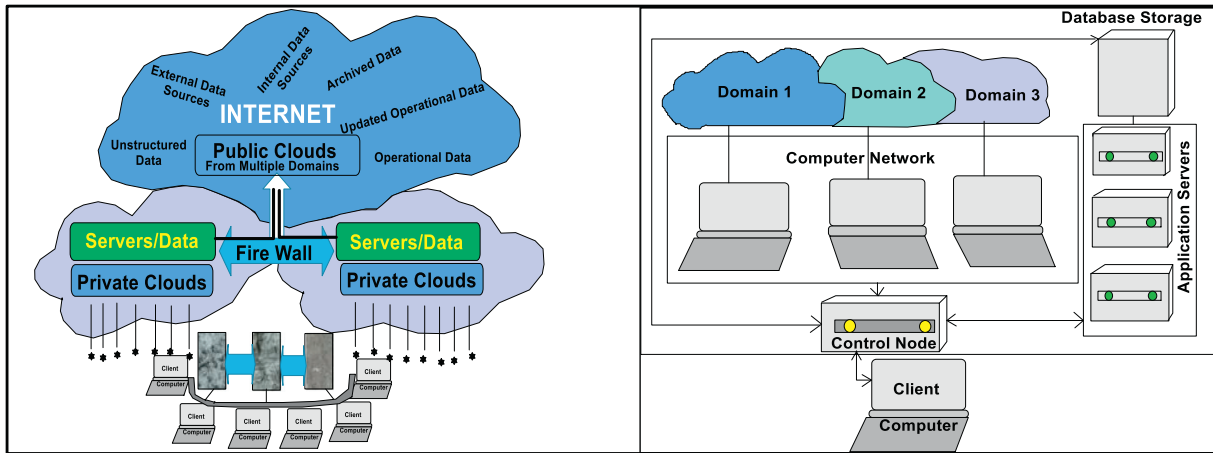 External Data
Sources
Internal Data
Sources
Archived Data
INTERNET
Updated Operational Data
Unstructured
Data
Public Clouds
From Multiple Domains
Operational Data
Servers/Data
Fire Wall
Servers/Data
Private Clouds
Private Clouds
Client
Computer
Client
Computer
Client
Computer
Client
Computer
Client
Computer
Client
Computer
Database Storage
Domain 1
Domain 2
Domain 3
Computer Network
Application Servers
Control Node
Client
Computer